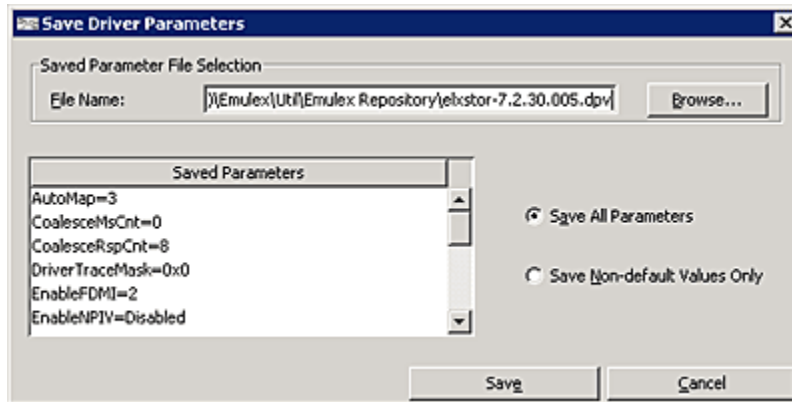 Save Driver Parameters
Saved Parameter File Selection
File Name: )\Emulex\Util\Emulex Repository\elxstor-7.2.30.005.dpv Browse...
Saved Parameters
AutoMap=3
CoalesceMsCnt=0
CoalesceRspCnt=8
DriverTraceMask=0x0
EnableFDMI=2
EnableNPIV=Disabled
Save All Parameters
Save Non-default Values Only
Save Cancel